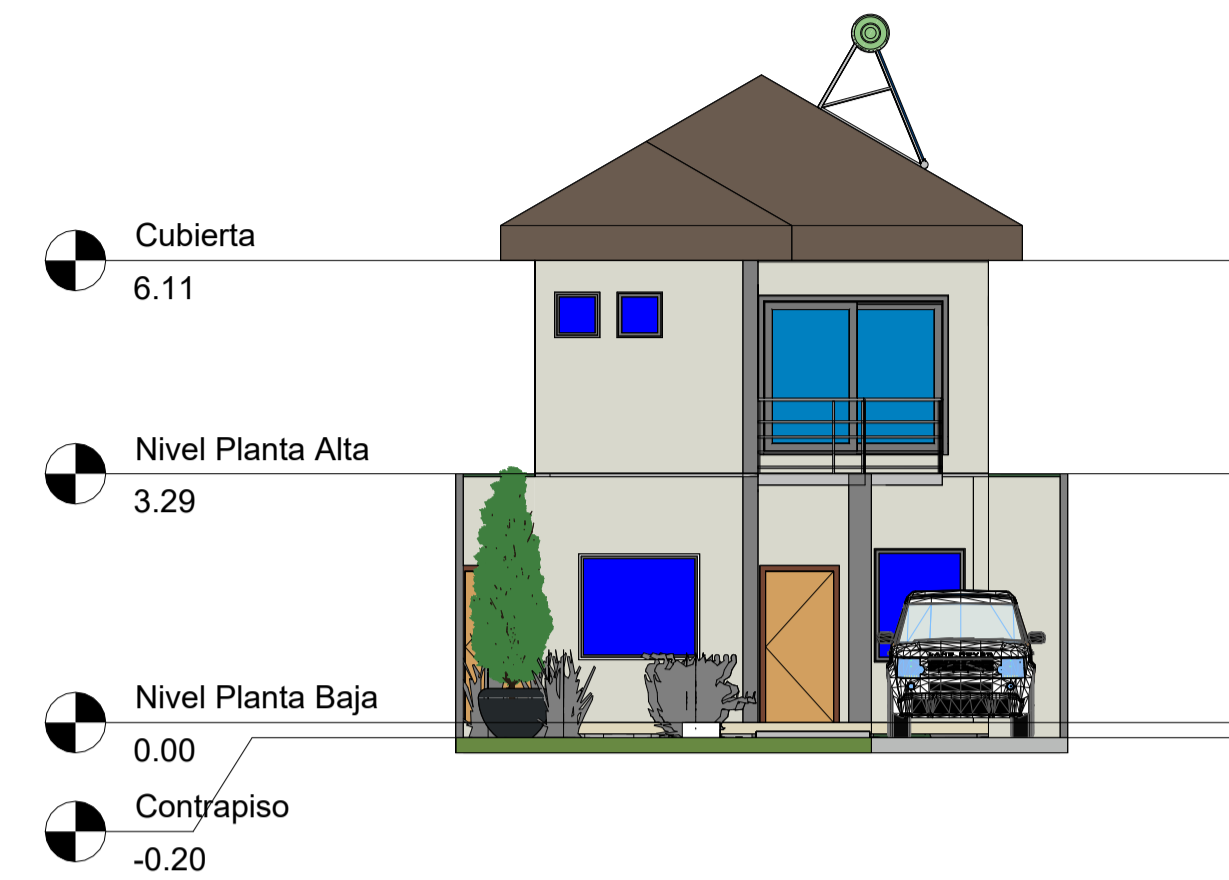 Cubierta
6.11
Nivel Planta Alta
3.29
Nivel Planta Baja
0.00
Contrapiso
-0.20